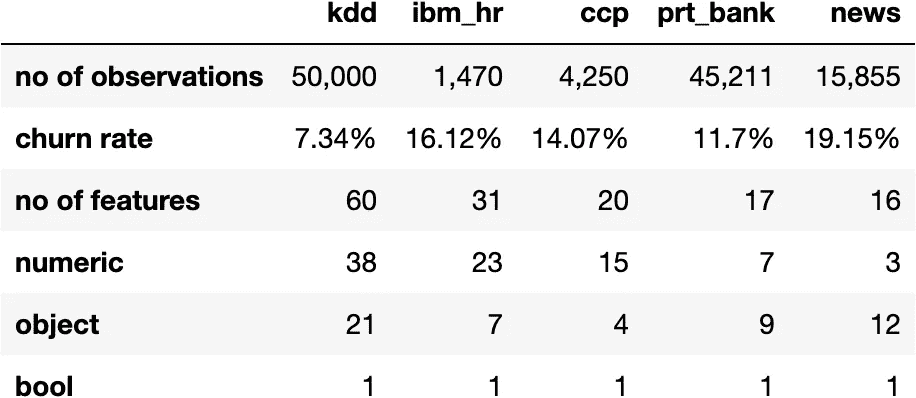 kdd ibm_hr ccp prt_bank news
no of observations 50,000 1,470 4,250 45,211 15,855
churn rate 7.34% 16.12% 14.07% 11.7% 19.15%
no of features 60 31 20 17 16
numeric 38 23 15 7 3
object 21 7 4 9 12
bool 1 1 1 1 1